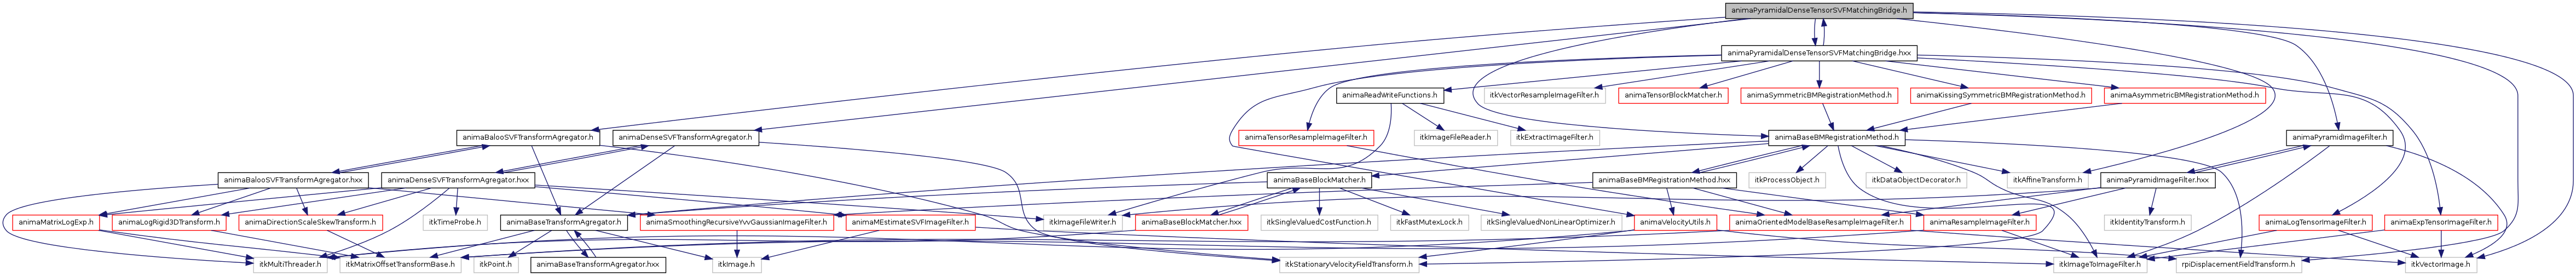 animaPyramidalDenseTensorSVFMatchingBridge.h
animaPyramidalDenseTensorSVFMatchingBridge.hxx
animaReadWriteFunctions.h
itkVectorResampleImageFilter.h
animaTensorBlockMatcher.h
animaSymmetricBMRegistrationMethod.h
animaKissingSymmetricBMRegistrationMethod.h
animaAsymmetricBMRegistrationMethod.h
animaBalooSVFTransformAgregator.h
animaDenseSVFTransformAgregator.h
itkImageFileReader.h
itkExtractImageFilter.h
animaTensorResampleImageFilter.h
animaBaseBMRegistrationMethod.h
animaPyramidImageFilter.h
animaBalooSVFTransformAgregator.hxx
animaDenseSVFTransformAgregator.hxx
animaBaseBlockMatcher.h
animaBaseBMRegistrationMethod.hxx
itkProcessObject.h
itkDataObjectDecorator.h
itkAffineTransform.h
animaPyramidImageFilter.hxx
animaMatrixLogExp.h
animaLogRigid3DTransform.h
animaDirectionScaleSkewTransform.h
itkTimeProbe.h
animaBaseTransformAgregator.h
animaSmoothingRecursiveYvvGaussianImageFilter.h
animaMEstimateSVFImageFilter.h
itkImageFileWriter.h
animaBaseBlockMatcher.hxx
itkSingleValuedCostFunction.h
itkFastMutexLock.h
itkSingleValuedNonLinearOptimizer.h
animaVelocityUtils.h
animaOrientedModelBaseResampleImageFilter.h
animaResampleImageFilter.h
itkIdentityTransform.h
animaLogTensorImageFilter.h
animaExpTensorImageFilter.h
itkMultiThreader.h
itkMatrixOffsetTransformBase.h
itkPoint.h
animaBaseTransformAgregator.hxx
itkImage.h
itkStationaryVelocityFieldTransform.h
itkImageToImageFilter.h
rpiDisplacementFieldTransform.h
itkVectorImage.h